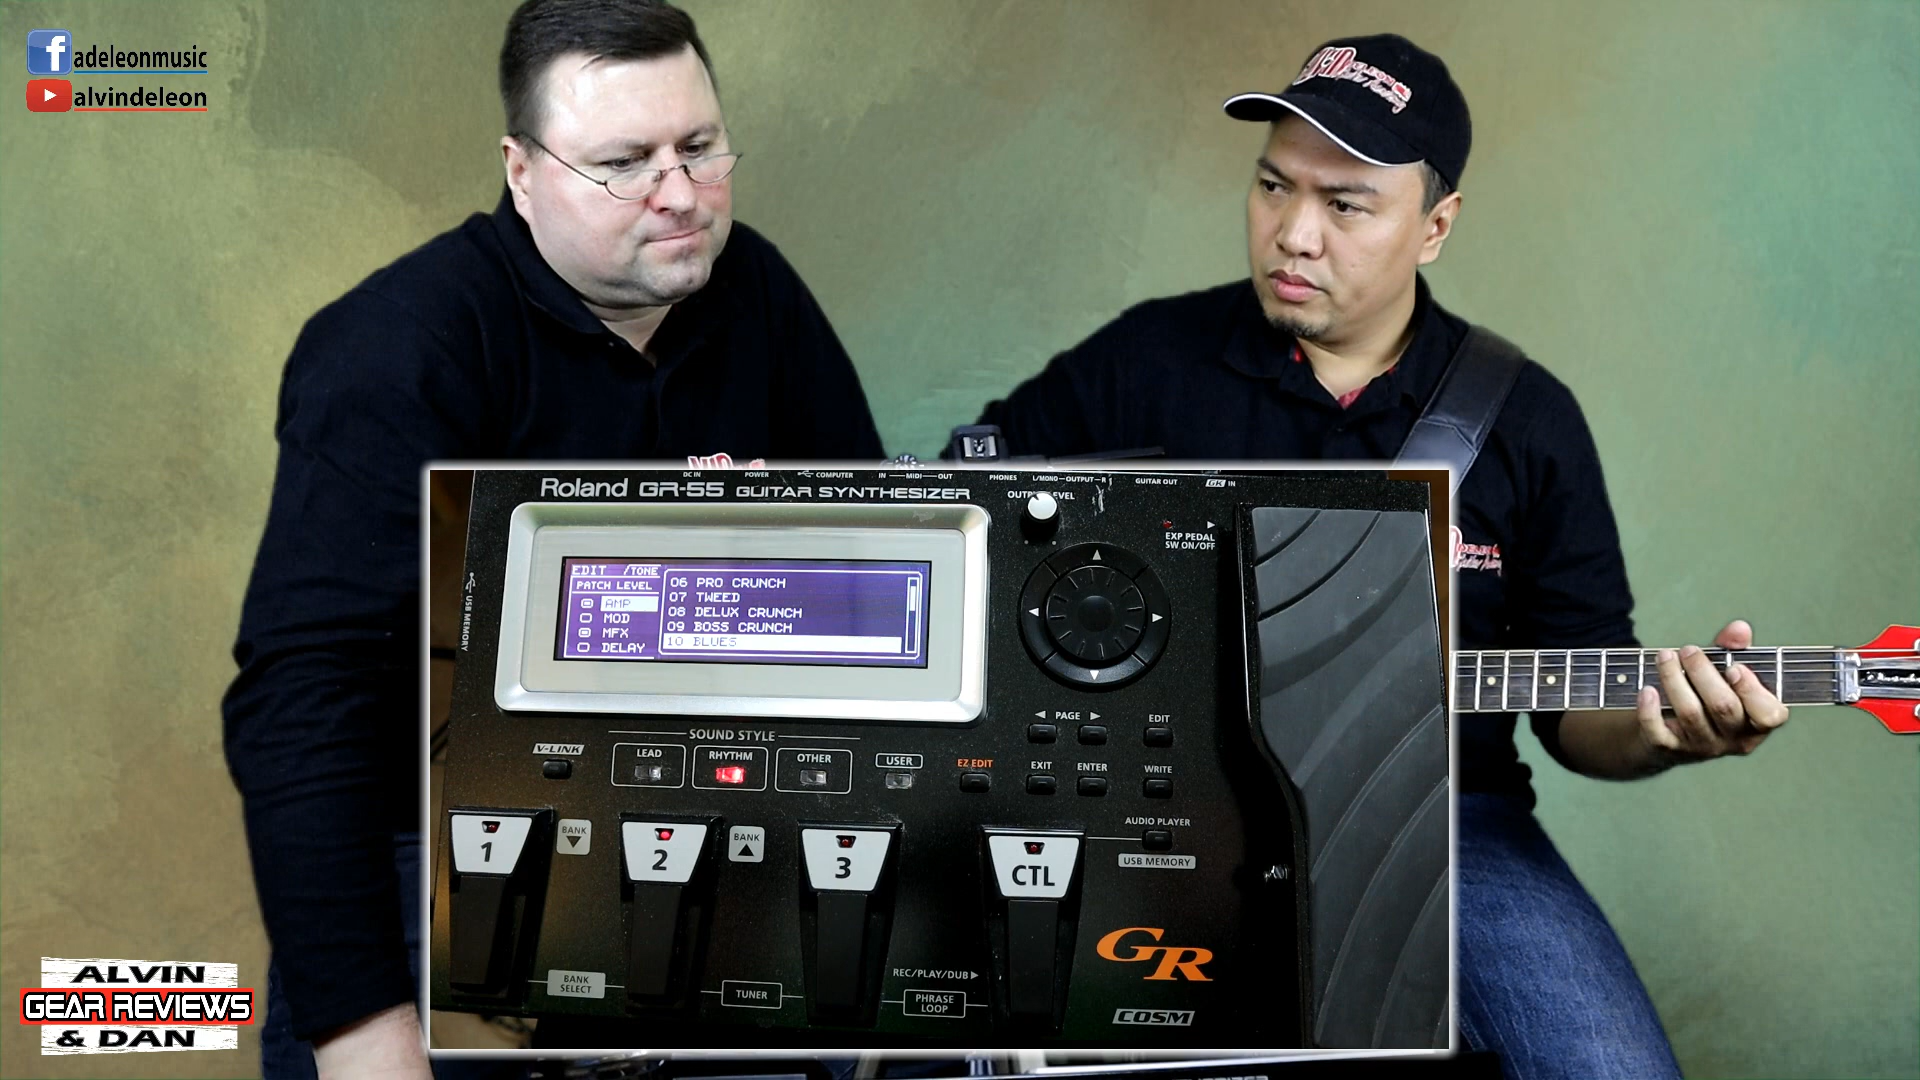 adeleonmusic
alvindeleon
DC IN
POWER
COMPUTER
IN MIDI OUT
PHONES
L/MONO OUTPUT R
GUITAR OUT
GK IN
Roland GR-55 GUITAR SYNTHESIZER
EXP PEDAL
SW ON/OFF
USB MEMORY
EDIT /TONE
PATCH LEVEL
AMP
MOD
MFX
DELAY
06 PRO CRUNCH
07 TWEED
08 DELUX CRUNCH
09 BOSS CRUNCH
10 BLUES
PAGE
EDIT
SOUND STYLE
V-LINK
LEAD
RHYTHM
OTHER
USER
EZ EDIT
EXIT
ENTER
WRITE
AUDIO PLAYER
USB MEMORY
1
BANK
2
BANK
3
CTL
GR
COSM
BANK
SELECT
TUNER
REC/PLAY/DUB
PHRASE
LOOP
ALVIN
GEAR REVIEWS
& DAN